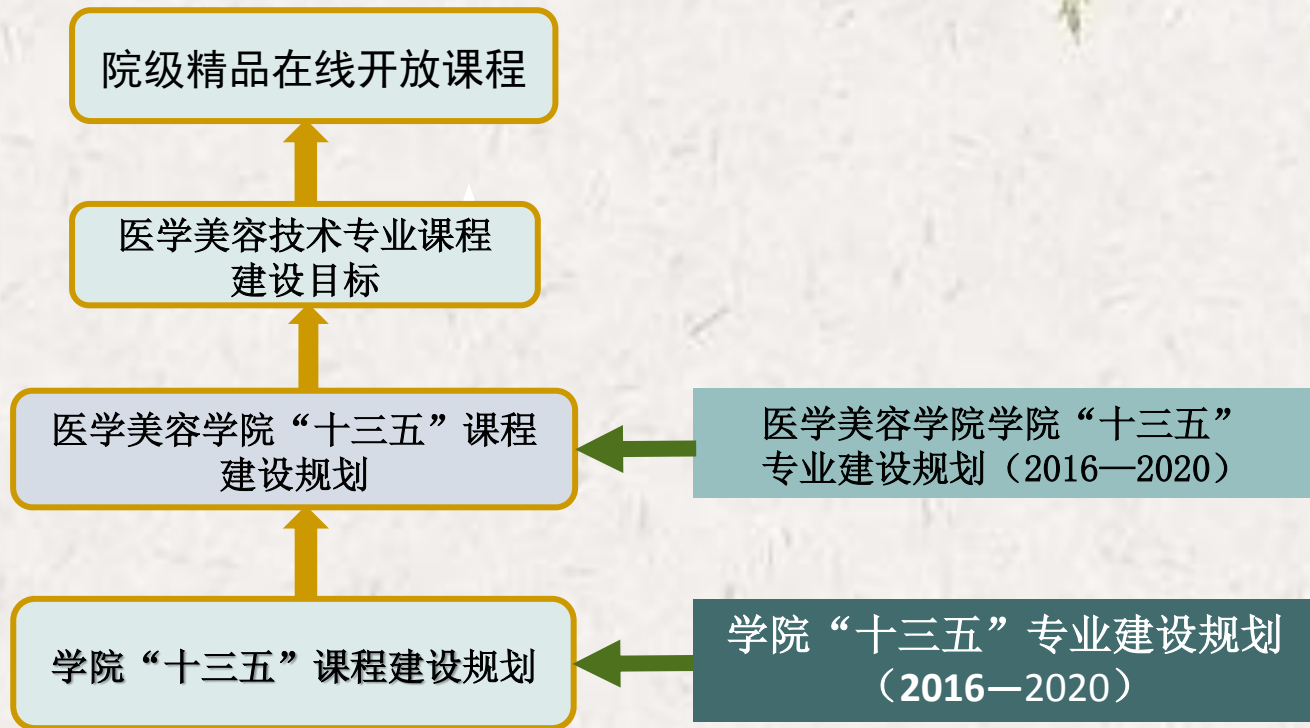 院级精品在线开放课程
医学美容技术专业课程
建设目标
医学美容学院“十三五”课程
建设规划
医学美容学院学院“十三五”
专业建设规划（2016—2020）
学院“十三五”课程建设规划
学院“十三五”专业建设规划
（2016—2020）